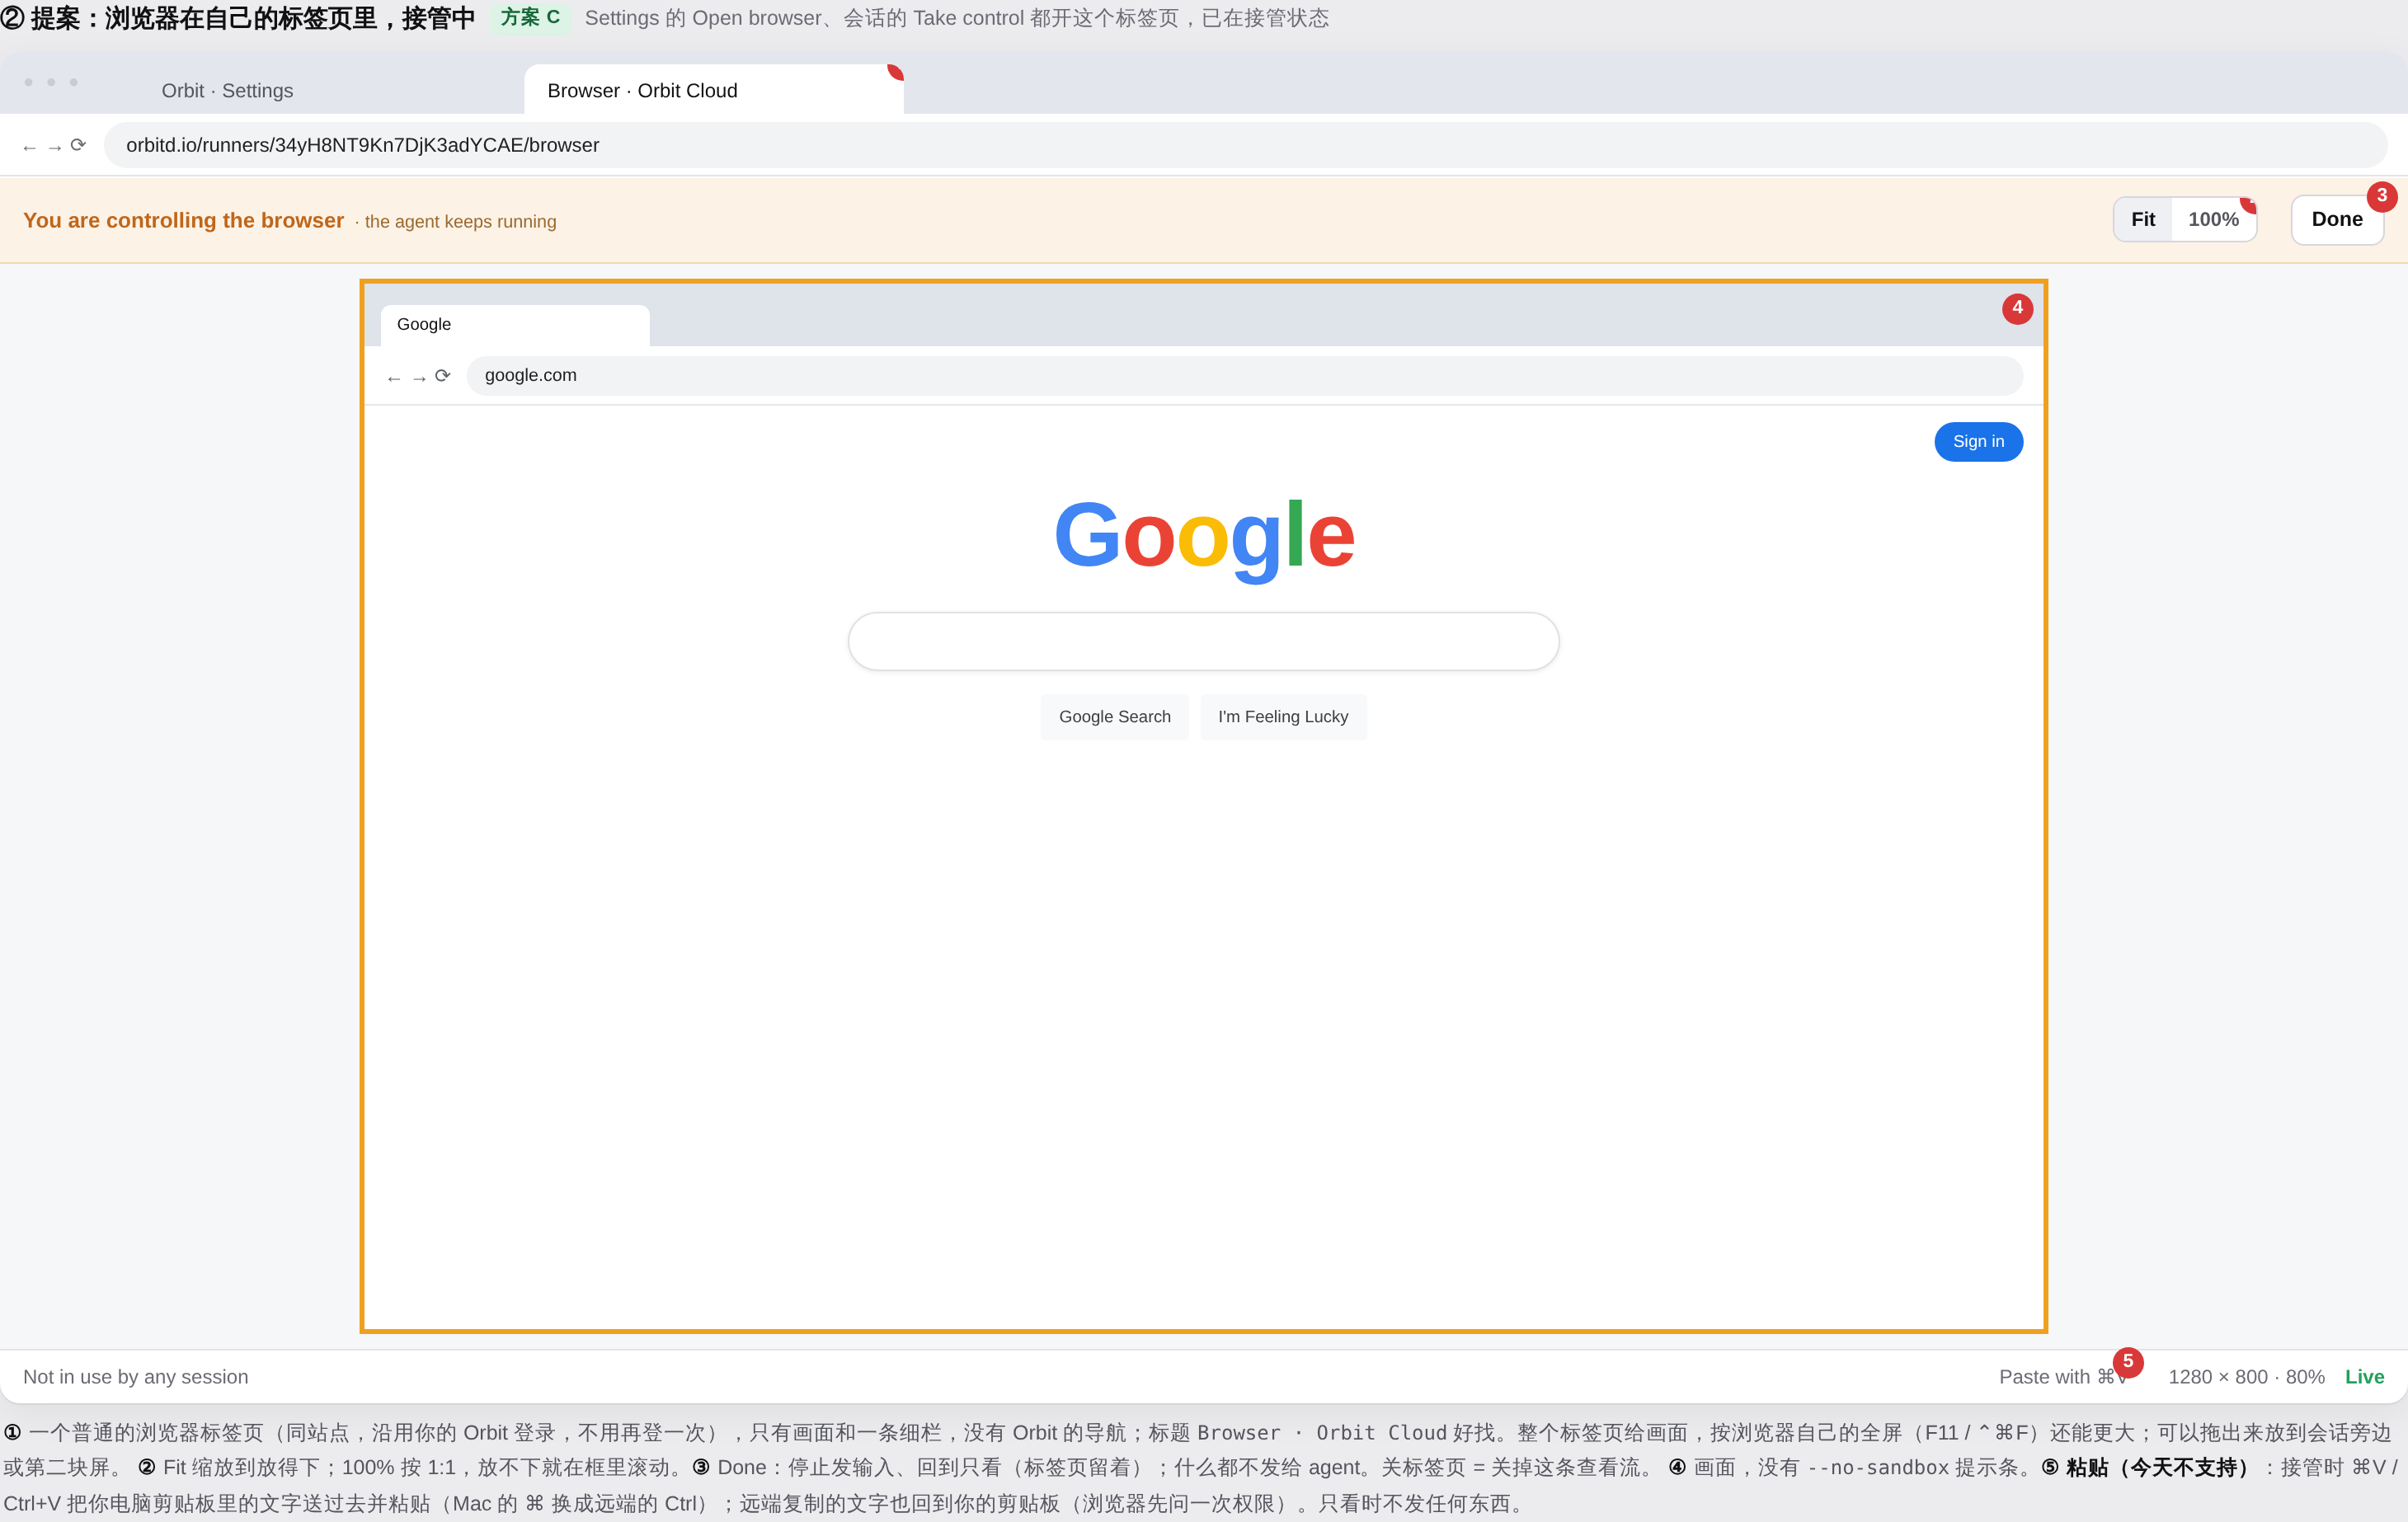 ② 提案：浏览器在自己的标签页里，接管中 方案 C Settings 的 Open browser、会话的 Take control 都开这个标签页，已在接管状态
Orbit · Settings
Browser · Orbit Cloud
← → ⟳ orbitd.io/runners/34yH8NT9Kn7DjK3adYCAE/browser
You are controlling the browser · the agent keeps running
Fit 100%
Done 3
4
Google
← → ⟳ google.com
Sign in
Google
Google Search
I'm Feeling Lucky
Not in use by any session
Paste with ⌘V 5
1280 × 800 · 80% Live
① 一个普通的浏览器标签页（同站点，沿用你的 Orbit 登录，不用再登一次），只有画面和一条细栏，没有 Orbit 的导航；标题 Browser · Orbit Cloud 好找。整个标签页给画面，按浏览器自己的全屏（F11 / ⌃⌘F）还能更大；可以拖出来放到会话旁边
或第二块屏。 ② Fit 缩放到放得下；100% 按 1:1，放不下就在框里滚动。③ Done：停止发输入、回到只看（标签页留着）；什么都不发给 agent。关标签页 = 关掉这条查看流。 ④ 画面，没有 --no-sandbox 提示条。⑤ 粘贴（今天不支持）：接管时 ⌘V /
Ctrl+V 把你电脑剪贴板里的文字送过去并粘贴（Mac 的 ⌘ 换成远端的 Ctrl）；远端复制的文字也回到你的剪贴板（浏览器先问一次权限）。只看时不发任何东西。